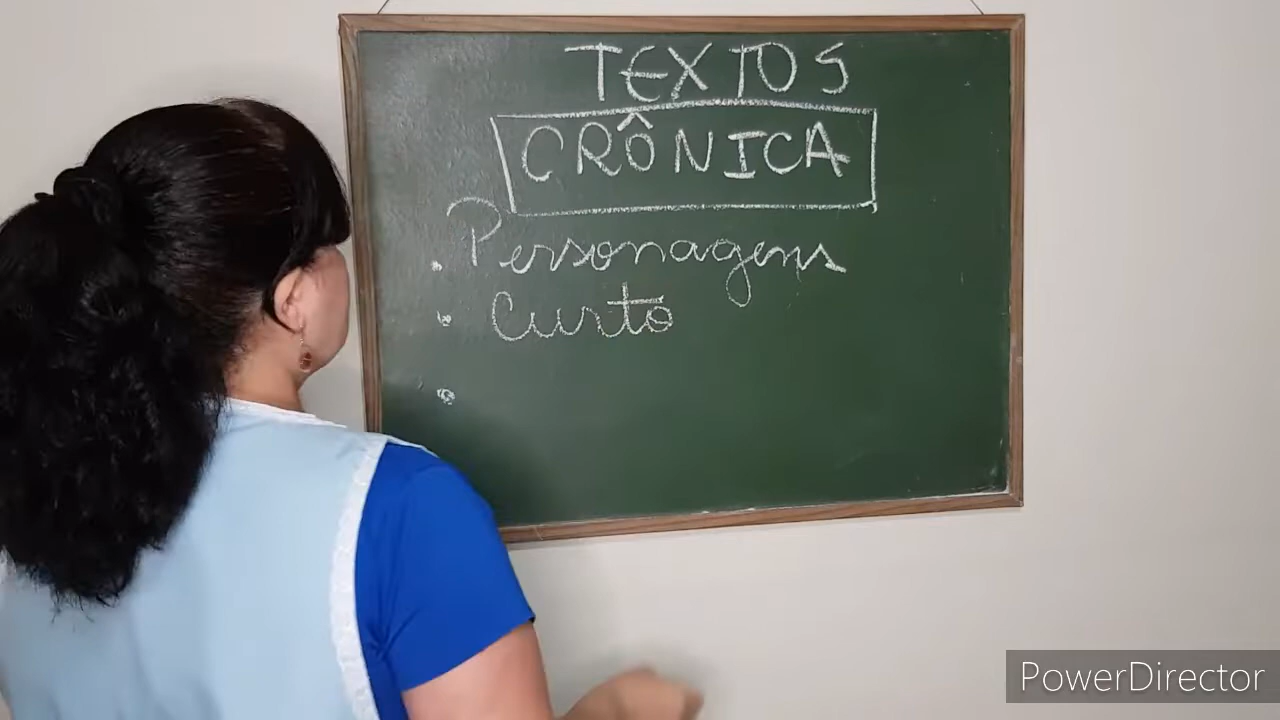 TEXTOS
CRÔNICA
. Personagens
. Curto
.
PowerDirector